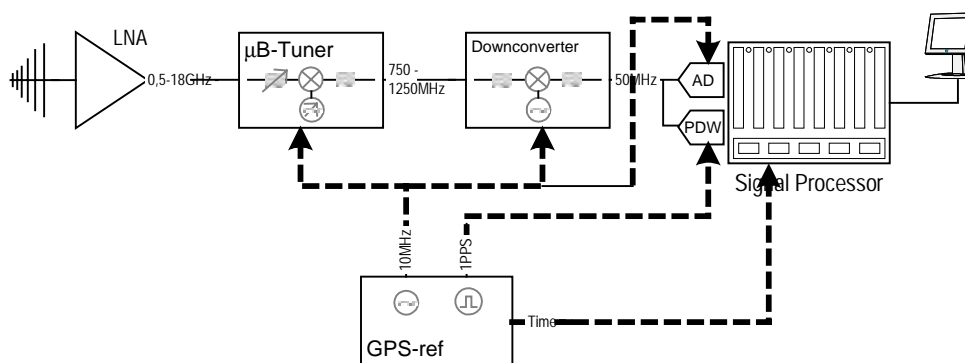 LNA
0,5-18GHz
µB-Tuner
750 -
1250MHz
Downconverter
50MHz
AD
PDW
Signal Processor
10MHz
1PPS
Time
GPS-ref